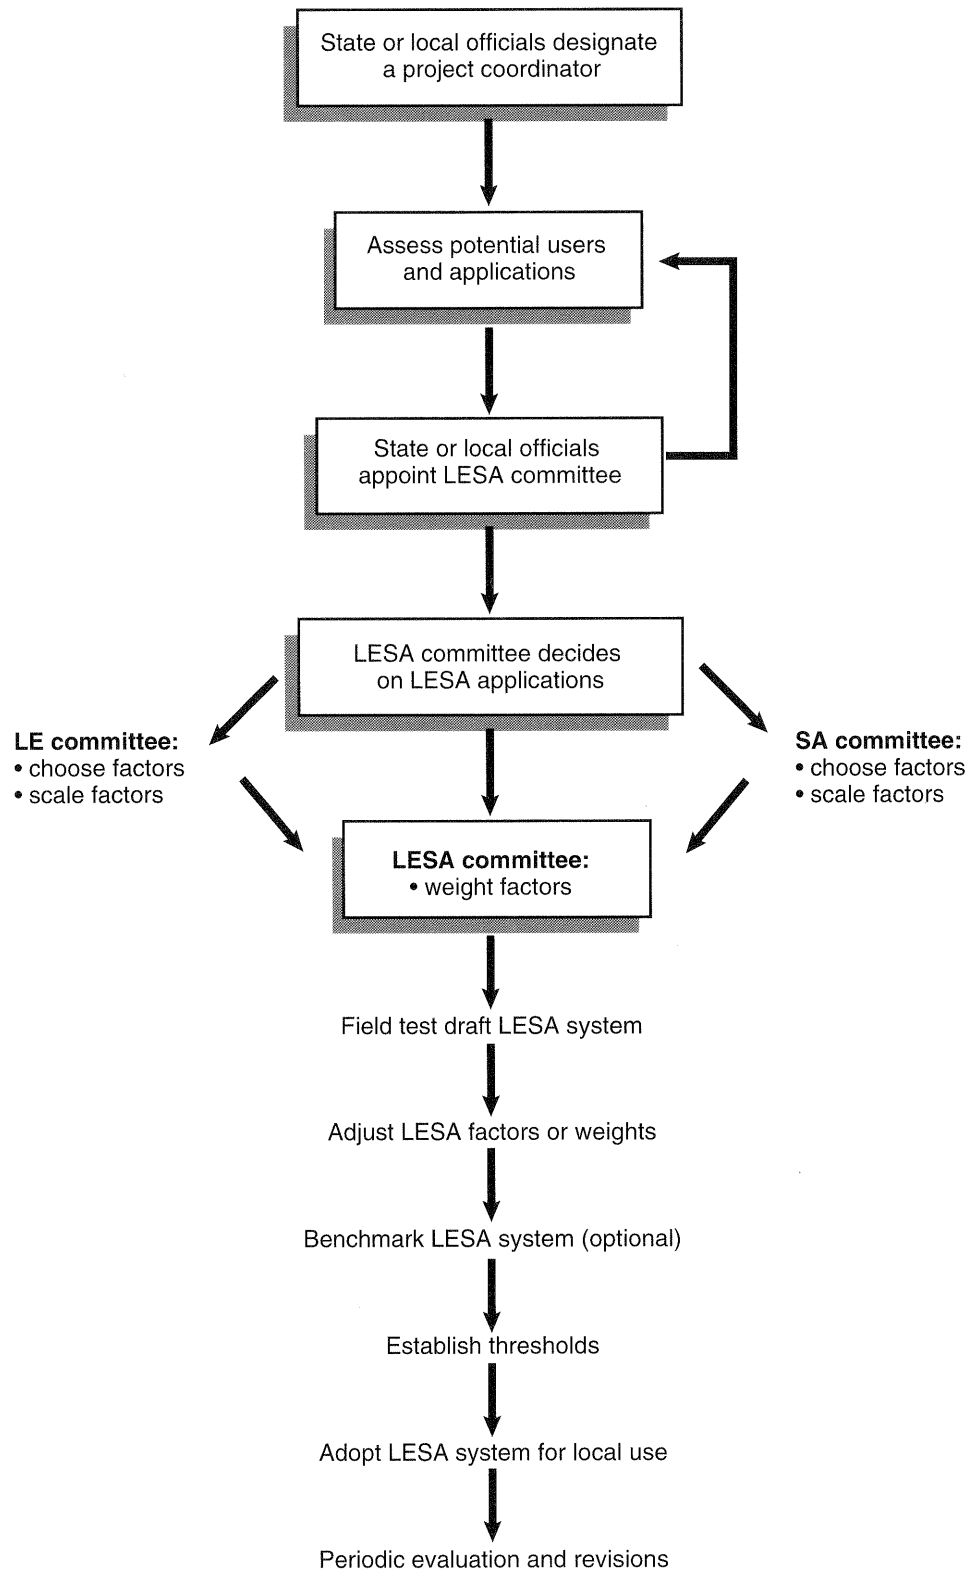 State or local officials designate
a project coordinator
Assess potential users
and applications
State or local officials
appoint LESA committee
LESA committee decides
on LESA applications
LE committee:
• choose factors
• scale factors
SA committee:
• choose factors
• scale factors
LESA committee:
• weight factors
Field test draft LESA system
Adjust LESA factors or weights
Benchmark LESA system (optional)
Establish thresholds
Adopt LESA system for local use
Periodic evaluation and revisions